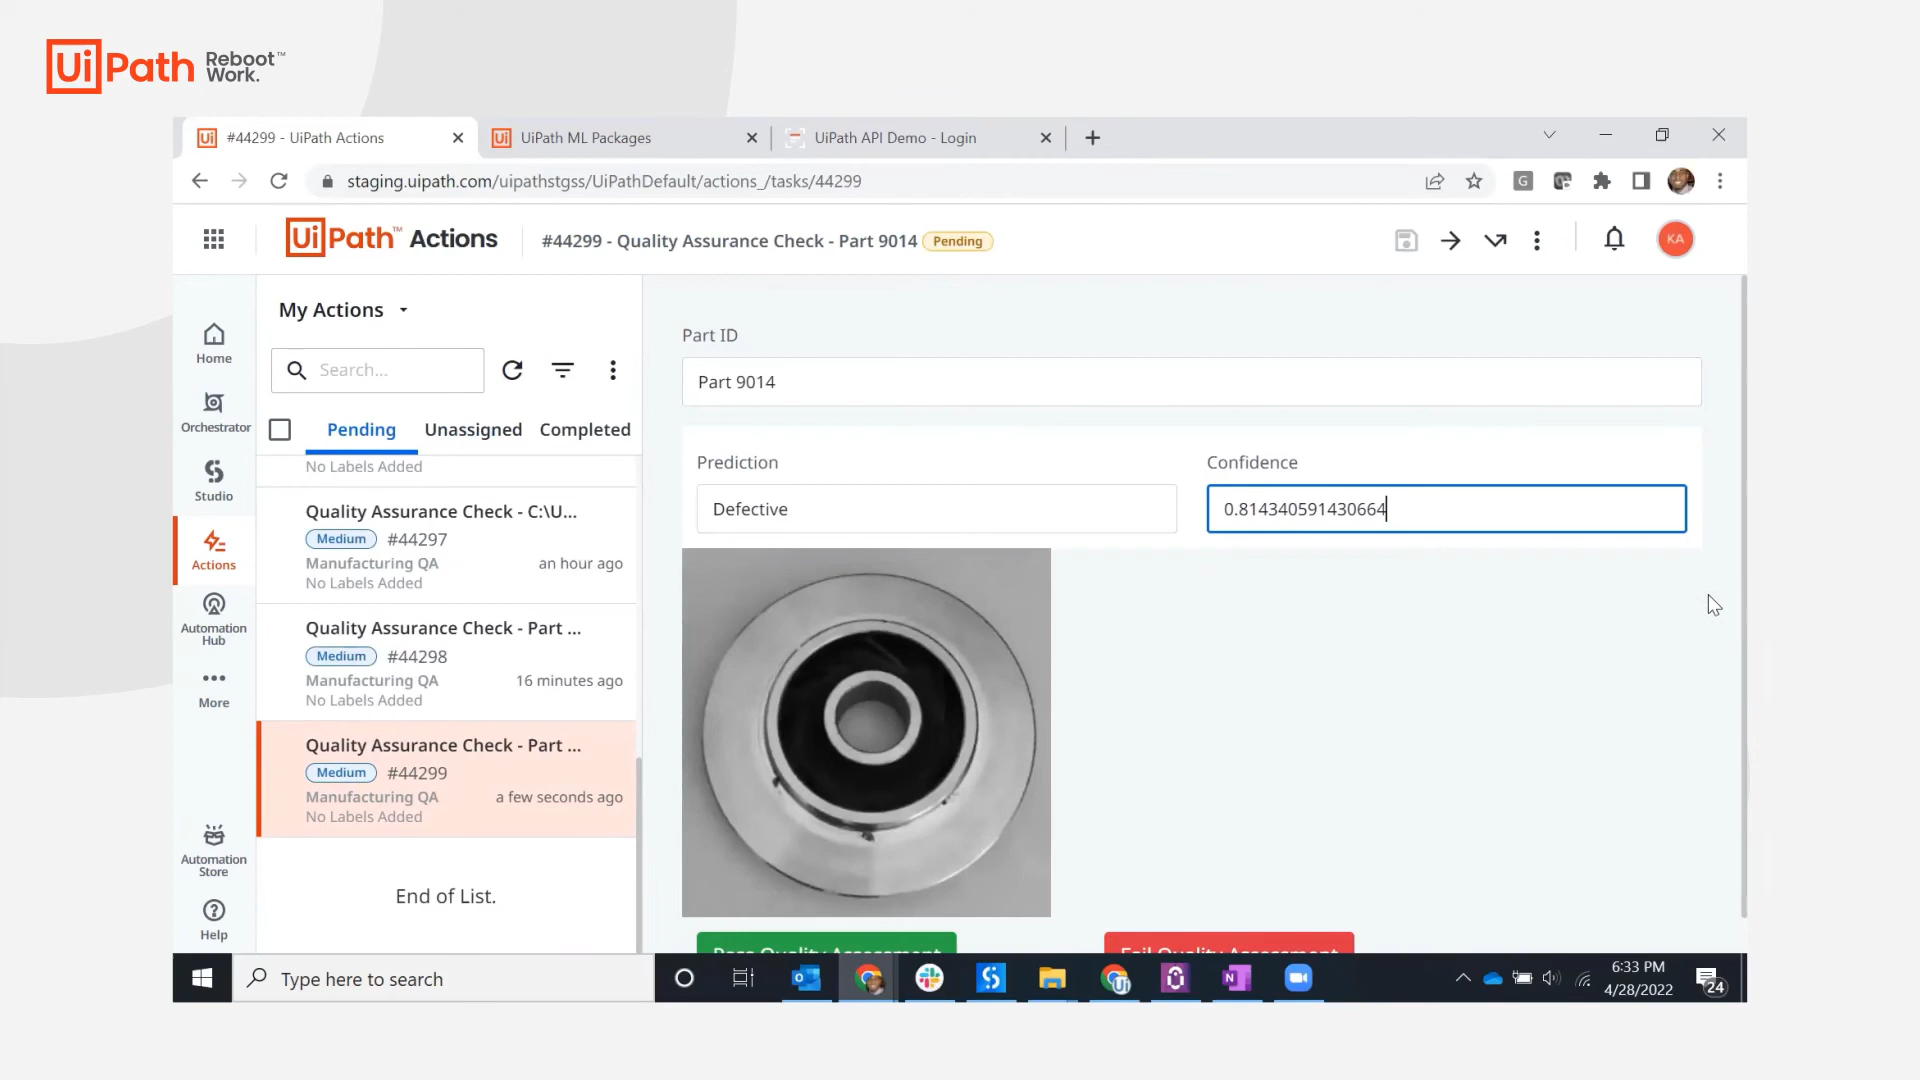 UiPath Reboot™
Work.
#44299 - UiPath Actions
UiPath ML Packages
UiPath API Demo - Login
staging.uipath.com/uipathstgss/UiPathDefault/actions_/tasks/44299
UiPath™ Actions
#44299 - Quality Assurance Check - Part 9014 Pending
KA
Home
Orchestrator
Studio
Actions
Automation
Hub
More
Automation
Store
Help
My Actions
Search...
Pending Unassigned Completed
No Labels Added
Quality Assurance Check - C:\U...
Medium #44297
Manufacturing QA an hour ago
No Labels Added
Quality Assurance Check - Part ...
Medium #44298
Manufacturing QA 16 minutes ago
No Labels Added
Quality Assurance Check - Part ...
Medium #44299
Manufacturing QA a few seconds ago
No Labels Added
End of List.
Part ID
Part 9014
Prediction Confidence
Defective 0.814340591430664
Pass Quality Assessment Fail Quality Assessment
Type here to search
6:33 PM
4/28/2022
24